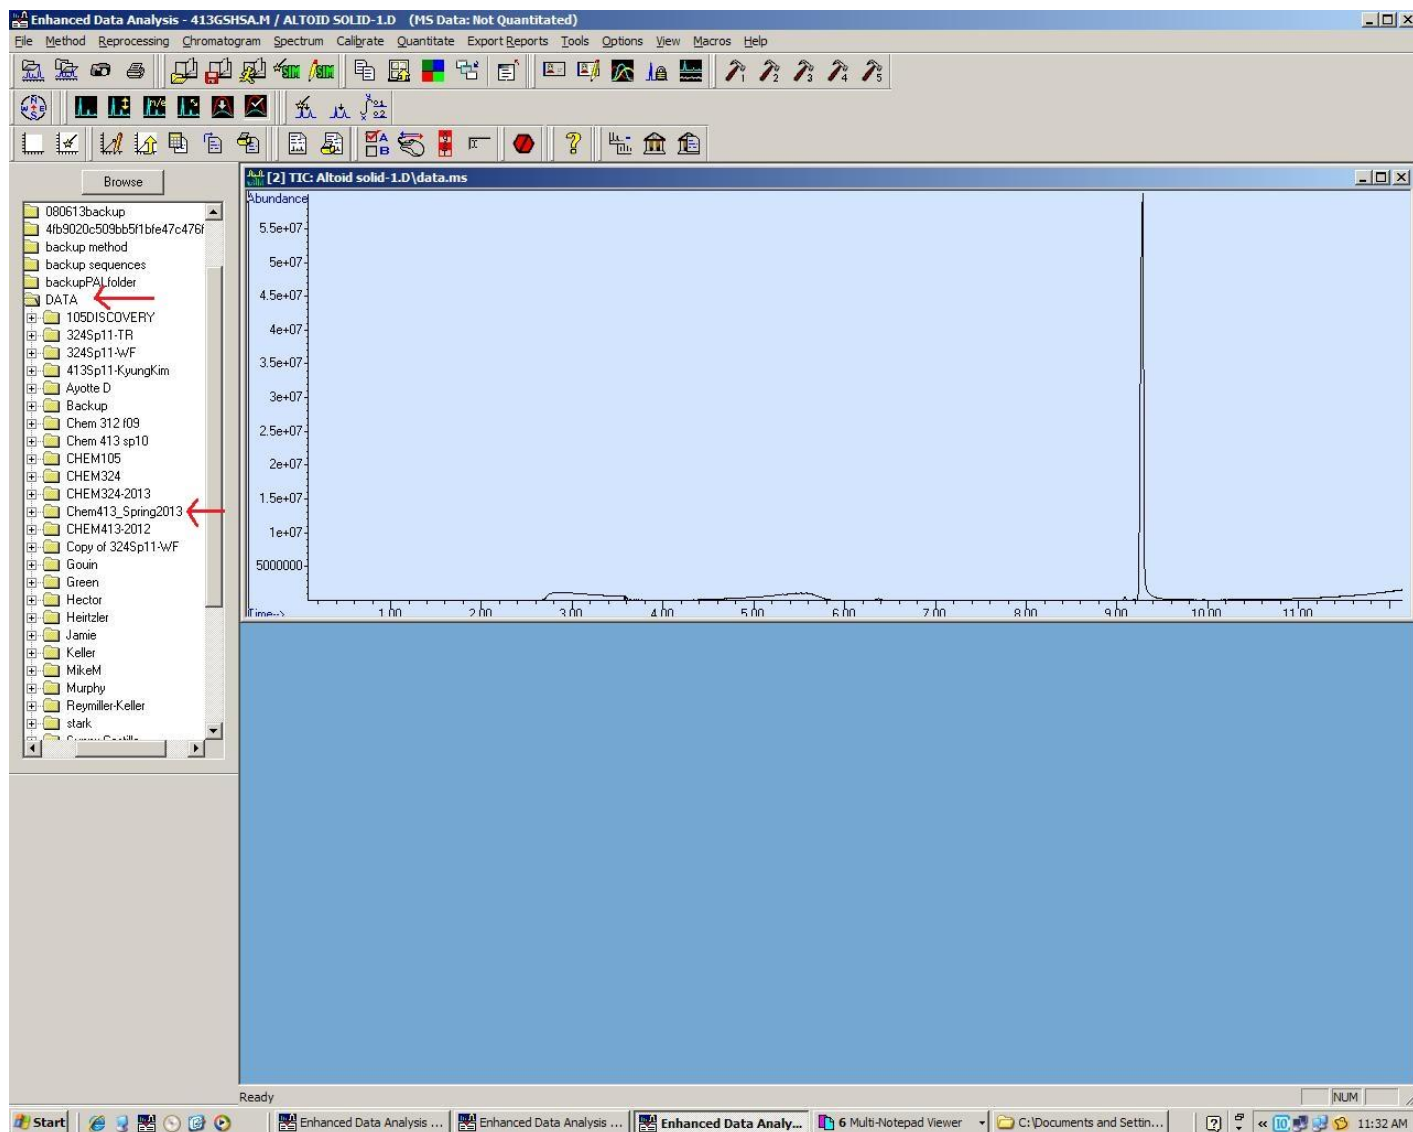 Enhanced Data Analysis - 413GSHSA.M / ALTOID SOLID-1.D (MS Data: Not Quantitated)
File Method Reprocessing Chromatogram Spectrum Calibrate Quantitate Export Reports Tools Options View Macros Help
Browse
080613backup
4fb9020c509bb5f1bfe47c476f
backup method
backup sequences
backupPALfolder
DATA
105DISCOVERY
324Sp11-TR
324Sp11-WF
413Sp11-KyungKim
Ayotte D
Backup
Chem 312 f09
Chem 413 sp10
CHEM105
CHEM324
CHEM324-2013
Chem413_Spring2013
CHEM413-2012
Copy of 324Sp11-WF
Gouin
Green
Hector
Heirtzler
Jamie
Keller
MikeM
Murphy
Reymiller-Keller
stark
[2] TIC: Altoid solid-1.D\data.ms
Abundance
5.5e+07
5e+07
4.5e+07
4e+07
3.5e+07
3e+07
2.5e+07
2e+07
1.5e+07
1e+07
5000000
Time-->
1.00 2.00 3.00 4.00 5.00 6.00 7.00 8.00 9.00 10.00 11.00
Ready
NUM
Start
Enhanced Data Analysis ...
Enhanced Data Analysis ...
Enhanced Data Analy...
6 Multi-Notepad Viewer
C:\Documents and Settin...
11:32 AM